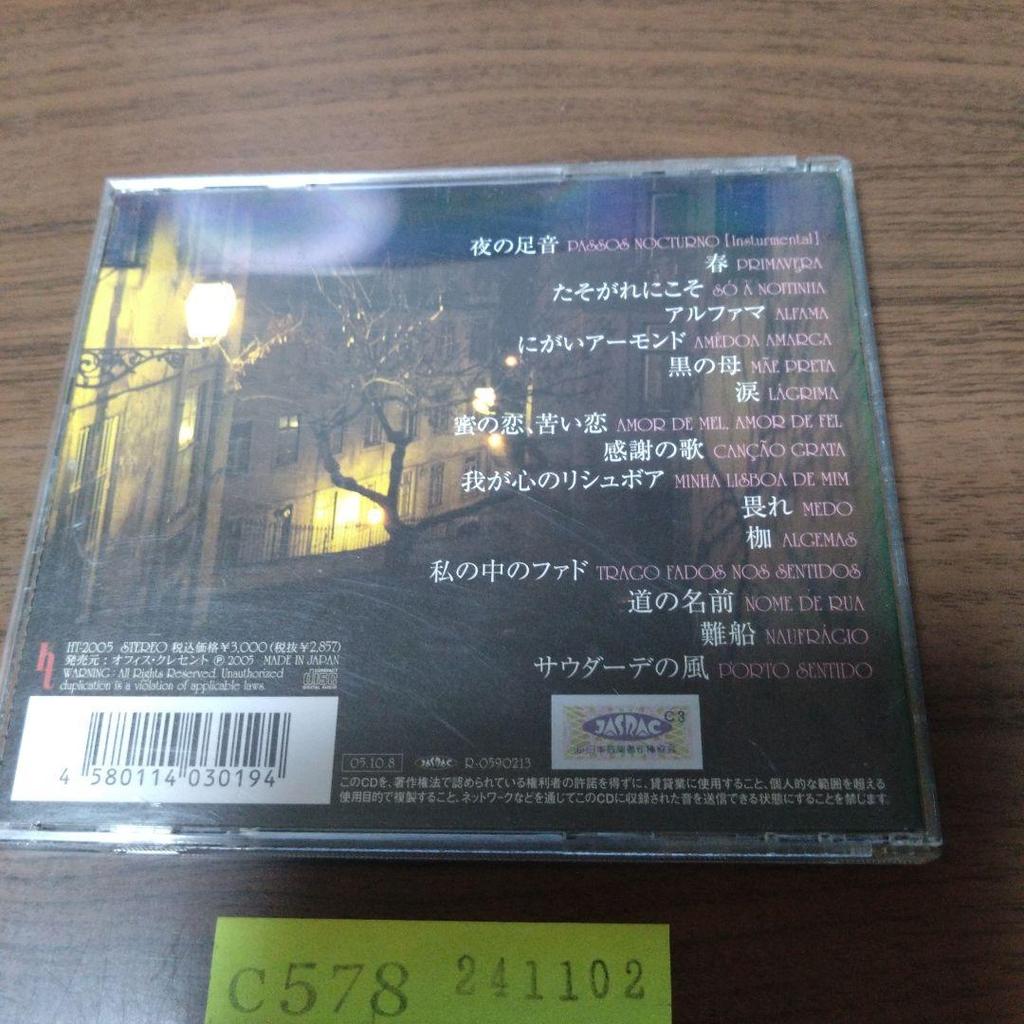 夜の足音 PASSOS NOCTURNO [Insturmental]
春 PRIMAVERA
たそがれにこそ SÓ À NOITINHA
アルファマ ALFAMA
にがいアーモンド AMÊDOA AMARGA
黒の母 MÃE PRETA
涙 LÁGRIMA
蜜の恋、苦い恋 AMOR DE MEL, AMOR DE FEL
感謝の歌 CANÇÃO GRATA
我が心のリシュボア MINHA LISBOA DE MIM
畏れ MEDO
枷 ALGEMAS
私の中のファド TRAGO FADOS NOS SENTIDOS
道の名前 NOME DE RUA
難船 NAUFRÁGIO
サウダーデの風 PORTO SENTIDO
HT-2005 STEREO 税込価格¥3,000(税抜¥2,857)
発売元:オフィス・クレセント ℗ 2005 MADE IN JAPAN
WARNING: All Rights Reserved. Unauthorized
duplication is a violation of applicable laws.
COMPACT
disc
DIGITAL AUDIO
4 580114 030194
JASRAC C3
05.10.8 JASRAC R-0590213
このCDを、著作権法で認められている権利者の許諾を得ずに、賃貸業に使用すること、個人的な範囲を超える
使用目的で複製すること、ネットワークなどを通じてこのCDに収録された音を送信できる状態にすることを禁じます。
C578 241102